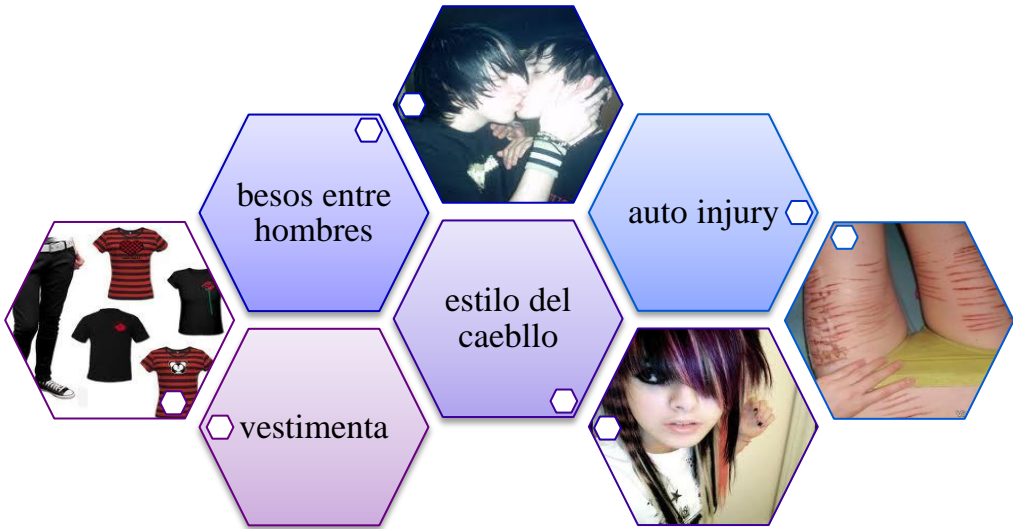 besos entre
hombres
auto injury
estilo del
caebllo
vestimenta